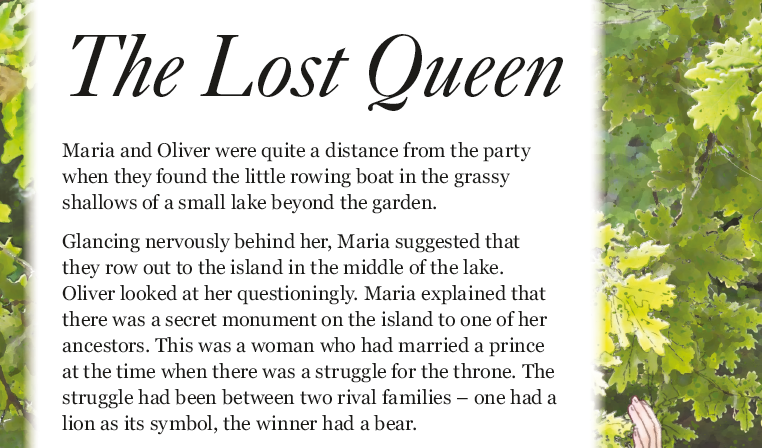 The Lost Queen
Maria and Oliver were quite a distance from the party
when they found the little rowing boat in the grassy
shallows of a small lake beyond the garden.
Glancing nervously behind her, Maria suggested that
they row out to the island in the middle of the lake.
Oliver looked at her questioningly. Maria explained that
there was a secret monument on the island to one of her
ancestors. This was a woman who had married a prince
at the time when there was a struggle for the throne. The
struggle had been between two rival families – one had a
lion as its symbol, the winner had a bear.